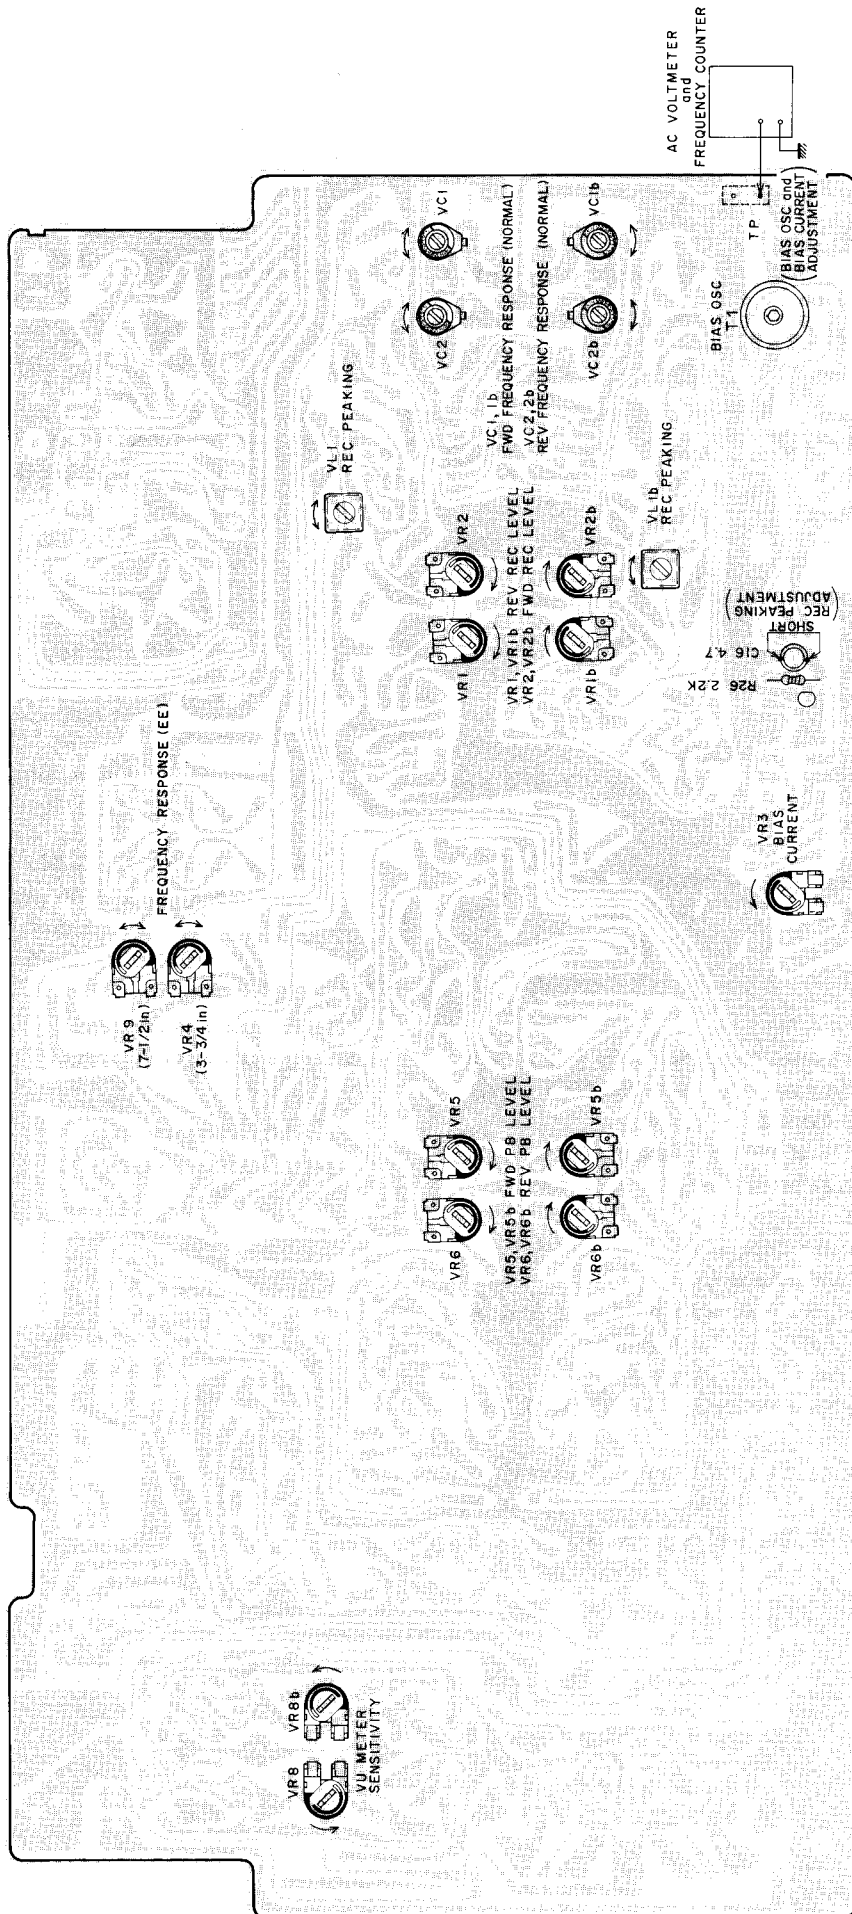 AC VOLTMETER
and
FREQUENCY COUNTER
TP
(BIAS OSC and
BIAS CURRENT
ADJUSTMENT)
BIAS OSC
T1
VC1
VC2
VC1b
VC2b
VC1, 1b
FWD FREQUENCY RESPONSE (NORMAL)
VC2, 2b
REV FREQUENCY RESPONSE (NORMAL)
VL1
REC PEAKING
VL1b
REC PEAKING
VR2
VR1
VR2b
VR1b
VR1, VR1b REV REC LEVEL
VR2, VR2b FWD REC LEVEL
SHORT
(REC PEAKING
ADJUSTMENT)
C16 4.7
R26 2.2K
VR3
BIAS
CURRENT
FREQUENCY RESPONSE (EE)
VR9
(7-1/2in)
VR4
(3-3/4in)
VR5
VR6
VR5b
VR6b
VR5, VR5b FWD PB LEVEL
VR6, VR6b REV PB LEVEL
VR8b
VR8
VU METER
SENSITIVITY